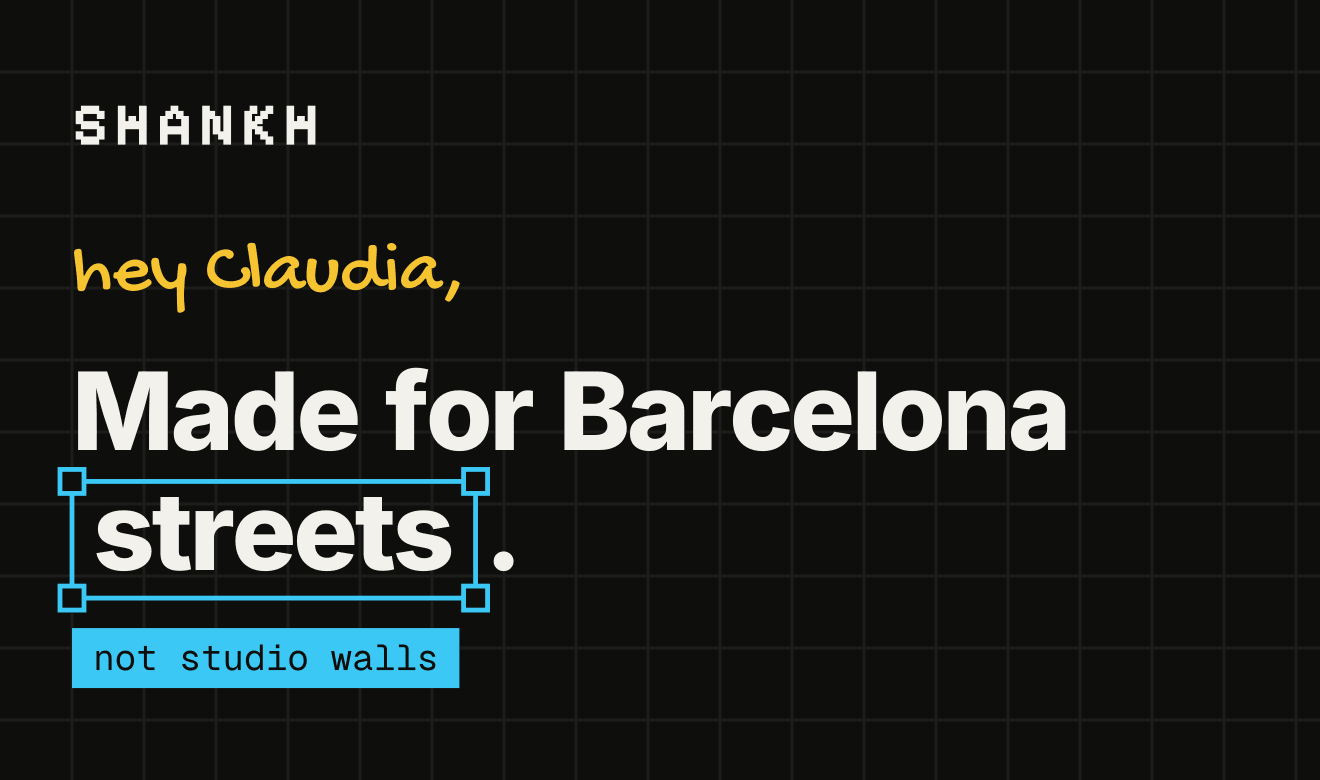 SHANKH
hey Claudia,
Made for Barcelona
streets.
not studio walls